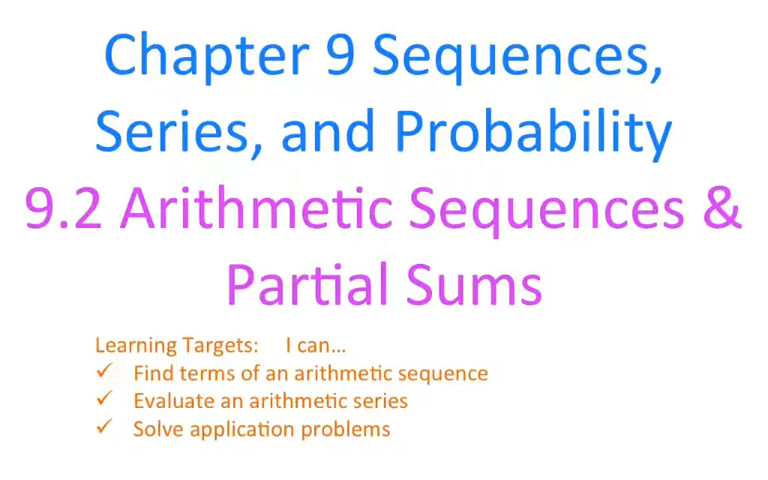 Chapter 9 Sequences,
Series, and Probability
9.2 Arithmetic Sequences &
Partial Sums
Learning Targets: I can…
✓ Find terms of an arithmetic sequence
✓ Evaluate an arithmetic series
✓ Solve application problems